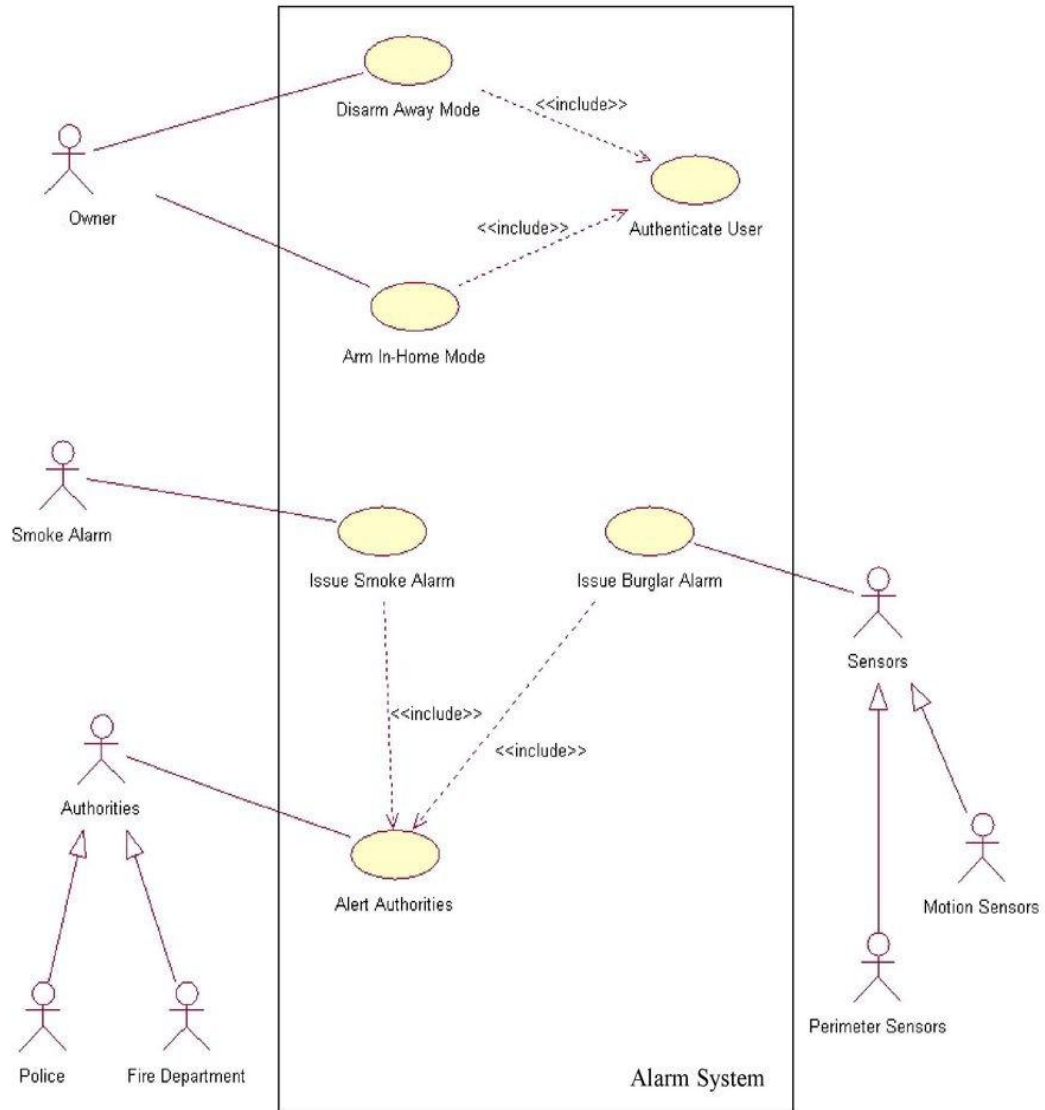 Disarm Away Mode
<<include>>
Owner
Authenticate User
<<include>>
Arm In-Home Mode
Smoke Alarm
Issue Smoke Alarm
Issue Burglar Alarm
Sensors
<<include>>
<<include>>
Authorities
Alert Authorities
Motion Sensors
Perimeter Sensors
Police
Fire Department
Alarm System